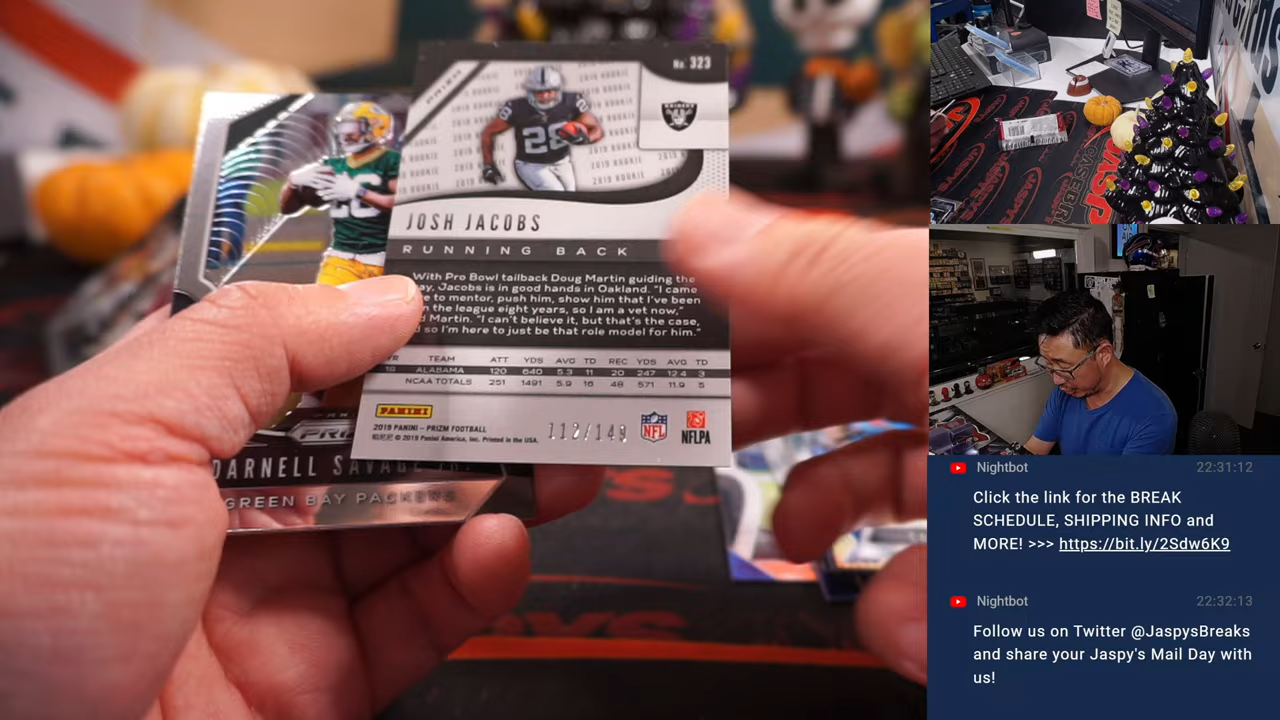 No. 323
PRIZM
RAIDERS
28
JOSH JACOBS
RUNNING BACK
With Pro Bowl tailback Doug Martin guiding the
ay, Jacobs is in good hands in Oakland. "I came
e to mentor, push him, show him that I've been
n the league eight years, so I am a vet now,"
d Martin. "I can't believe it, but that's the case,
d so I'm here to just be that role model for him."
YR TEAM ATT YDS AVG TD REC YDS AVG TD
18 ALABAMA 120 640 5.3 11 20 247 12.4 3
NCAA TOTALS 251 1491 5.9 16 48 571 11.9 5
PANINI
2019 PANINI – PRIZM FOOTBALL
© 2019 Panini America, Inc. Printed in the USA.
NFL
NFLPA
DARNELL SAVAGE JR.
GREEN BAY PACKERS
Nightbot 22:31:12
Click the link for the BREAK
SCHEDULE, SHIPPING INFO and
MORE! >>> https://bit.ly/2Sdw6K9
Nightbot 22:32:13
Follow us on Twitter @JaspysBreaks
and share your Jaspy's Mail Day with
us!